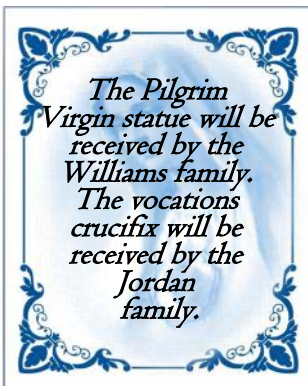 The Pilgrim
Virgin statue will be
received by the
Williams family.
The vocations
crucifix will be
received by the
Jordan
family.